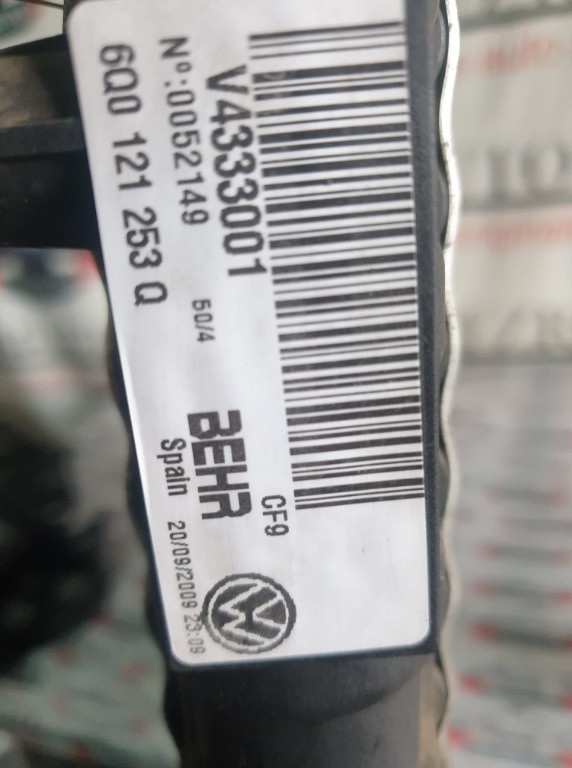 V4333001
Nº:0052149
6Q0 121 253 Q
50/4
CF9
BEHR
Spain
20/09/2009 23:09